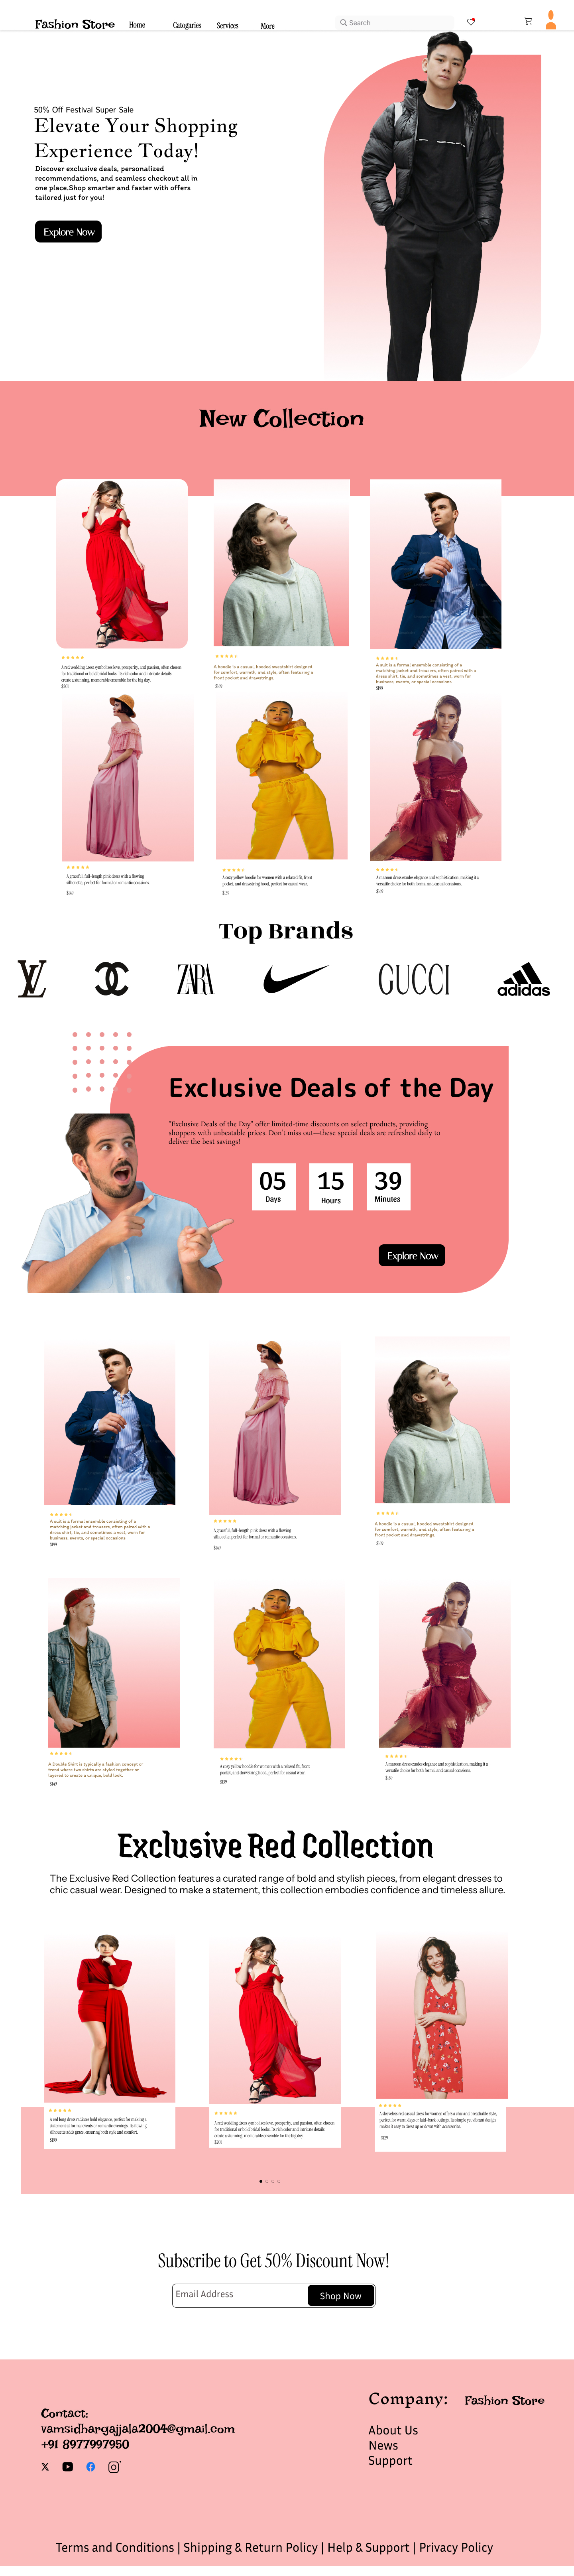 Fashion Store
Home
Catogaries
Services
More
Search
50% Off Festival Super Sale
Elevate Your Shopping
Experience Today!
Discover exclusive deals, personalized
recommendations, and seamless checkout all in
one place.Shop smarter and faster with offers
tailored just for you!
Explore Now
New Collection
A red wedding dress symbolizes love, prosperity, and passion, often chosen
for traditional or bold bridal looks. Its rich color and intricate details
create a stunning, memorable ensemble for the big day.
A hoodie is a casual, hooded sweatshirt designed
for comfort, warmth, and style, often featuring a
front pocket and drawstrings.
$169
A suit is a formal ensemble consisting of a
matching jacket and trousers, often paired with a
dress shirt, tie, and sometimes a vest, worn for
business, events, or special occasions
$199
A graceful, full-length pink dress with a flowing
silhouette, perfect for formal or romantic occasions.
$149
A cozy yellow hoodie for women with a relaxed fit, front
pocket, and drawstring hood, perfect for casual wear.
$139
A maroon dress exudes elegance and sophistication, making it a
versatile choice for both formal and casual occasions.
$169
Top Brands
LV
ZARA
GUCCI
adidas
Exclusive Deals of the Day
"Exclusive Deals of the Day" offer limited-time discounts on select products, providing
shoppers with unbeatable prices. Don't miss out—these special deals are refreshed daily to
deliver the best savings!
05
Days
15
Hours
39
Minutes
Explore Now
A suit is a formal ensemble consisting of a
matching jacket and trousers, often paired with a
dress shirt, tie, and sometimes a vest, worn for
business, events, or special occasions
$199
A graceful, full-length pink dress with a flowing
silhouette, perfect for formal or romantic occasions.
$149
A hoodie is a casual, hooded sweatshirt designed
for comfort, warmth, and style, often featuring a
front pocket and drawstrings.
$169
A Double Shirt is typically a fashion concept or
trend where two shirts are styled together or
layered to create a unique, bold look.
$149
A cozy yellow hoodie for women with a relaxed fit, front
pocket, and drawstring hood, perfect for casual wear.
$139
A maroon dress exudes elegance and sophistication, making it a
versatile choice for both formal and casual occasions.
$169
Exclusive Red Collection
The Exclusive Red Collection features a curated range of bold and stylish pieces, from elegant dresses to
chic casual wear. Designed to make a statement, this collection embodies confidence and timeless allure.
A red long dress radiates bold elegance, perfect for making a
statement at formal events or romantic evenings. Its flowing
silhouette adds grace, ensuring both style and comfort.
$199
A red wedding dress symbolizes love, prosperity, and passion, often chosen
for traditional or bold bridal looks. Its rich color and intricate details
create a stunning, memorable ensemble for the big day.
A sleeveless red casual dress for women offers a chic and breathable style,
perfect for warm days or laid-back outings. Its simple yet vibrant design
makes it easy to dress up or down with accessories.
$129
Subscribe to Get 50% Discount Now!
Email Address
Shop Now
Contact:
vamsidhargajjala2004@gmail.com
+91 8977997950
Company:
Fashion Store
About Us
News
Support
Terms and Conditions | Shipping & Return Policy | Help & Support | Privacy Policy